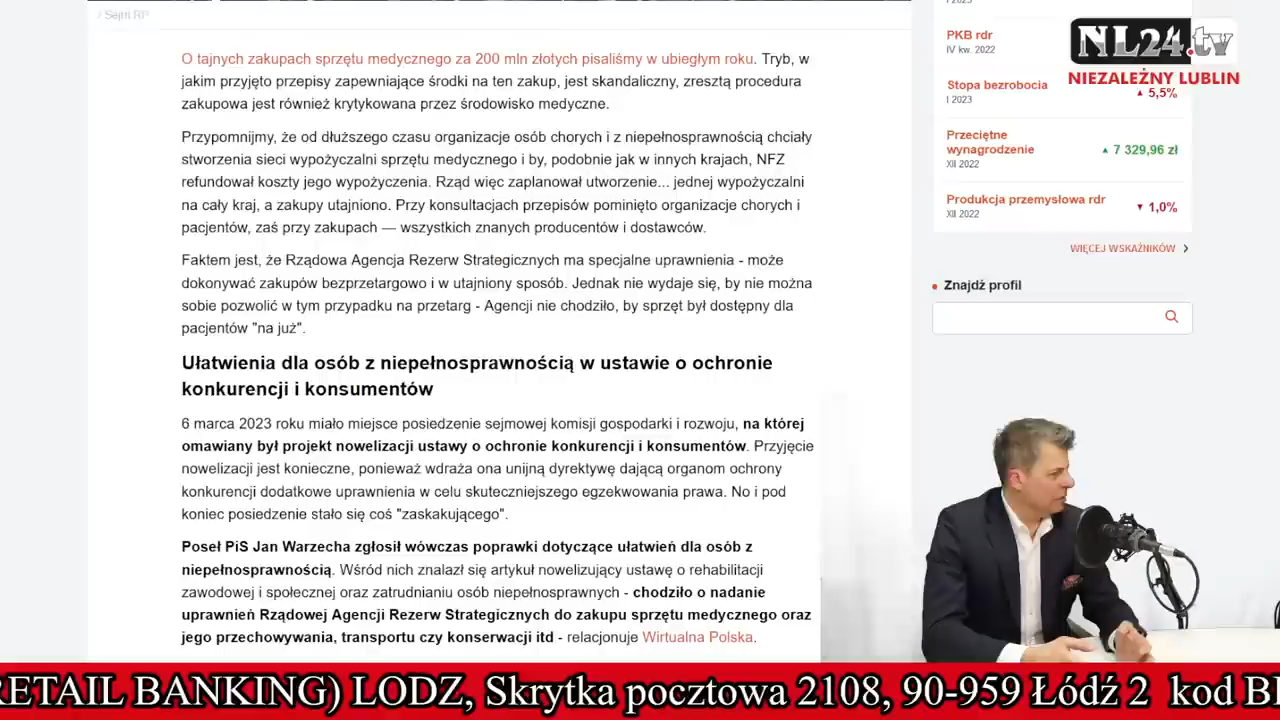 / Sejm RP
O tajnych zakupach sprzętu medycznego za 200 mln złotych pisaliśmy w ubiegłym roku. Tryb, w
jakim przyjęto przepisy zapewniające środki na ten zakup, jest skandaliczny, zresztą procedura
zakupowa jest również krytykowana przez środowisko medyczne.
Przypomnijmy, że od dłuższego czasu organizacje osób chorych i z niepełnosprawnością chciały
stworzenia sieci wypożyczalni sprzętu medycznego i by, podobnie jak w innych krajach, NFZ
refundował koszty jego wypożyczenia. Rząd więc zaplanował utworzenie... jednej wypożyczalni
na cały kraj, a zakupy utajniono. Przy konsultacjach przepisów pominięto organizacje chorych i
pacjentów, zaś przy zakupach — wszystkich znanych producentów i dostawców.
Faktem jest, że Rządowa Agencja Rezerw Strategicznych ma specjalne uprawnienia - może
dokonywać zakupów bezprzetargowo i w utajniony sposób. Jednak nie wydaje się, by nie można
sobie pozwolić w tym przypadku na przetarg - Agencji nie chodziło, by sprzęt był dostępny dla
pacjentów "na już".
Ułatwienia dla osób z niepełnosprawnością w ustawie o ochronie
konkurencji i konsumentów
6 marca 2023 roku miało miejsce posiedzenie sejmowej komisji gospodarki i rozwoju, na której
omawiany był projekt nowelizacji ustawy o ochronie konkurencji i konsumentów. Przyjęcie
nowelizacji jest konieczne, ponieważ wdraża ona unijną dyrektywę dającą organom ochrony
konkurencji dodatkowe uprawnienia w celu skuteczniejszego egzekwowania prawa. No i pod
koniec posiedzenie stało się coś "zaskakującego".
Poseł PiS Jan Warzecha zgłosił wówczas poprawki dotyczące ułatwień dla osób z
niepełnosprawnością. Wśród nich znalazł się artykuł nowelizujący ustawę o rehabilitacji
zawodowej i społecznej oraz zatrudnianiu osób niepełnosprawnych - chodziło o nadanie
uprawnień Rządowej Agencji Rezerw Strategicznych do zakupu sprzętu medycznego oraz
jego przechowywania, transportu czy konserwacji itd - relacjonuje Wirtualna Polska.
I 2023
PKB rdr
IV kw. 2022
NL24.tv
NIEZALEŻNY LUBLIN
Stopa bezrobocia
▲ 5,5%
I 2023
Przeciętne
wynagrodzenie
▲ 7 329,96 zł
XII 2022
Produkcja przemysłowa rdr
▼ 1,0%
XII 2022
WIĘCEJ WSKAŹNIKÓW
Znajdź profil
RETAIL BANKING) LODZ, Skrytka pocztowa 2108, 90-959 Łódź 2 kod BI